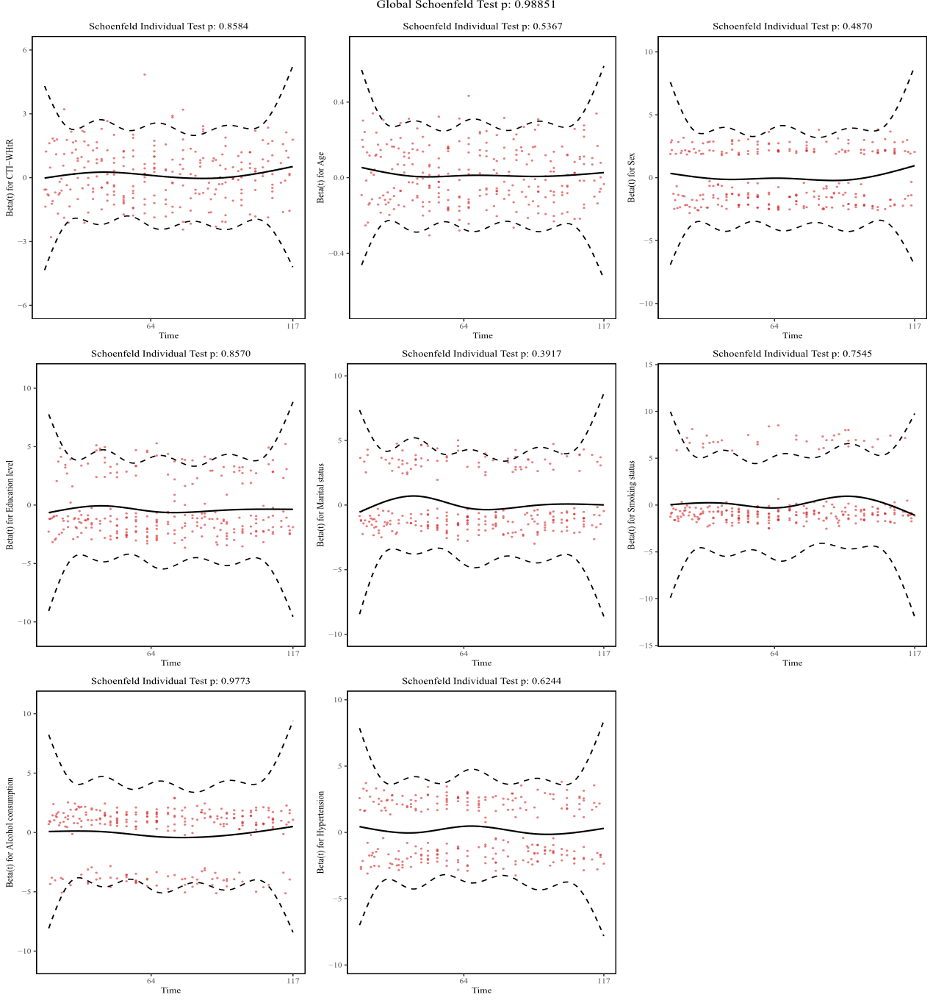 Global Schoenfeld Test p: 0.98851
Schoenfeld Individual Test p: 0.8584
Beta(t) for CTI−WHtR
6
3
0
−3
−6
64
117
Time
Schoenfeld Individual Test p: 0.5367
Beta(t) for Age
0.4
0.0
−0.4
64
117
Time
Schoenfeld Individual Test p: 0.4870
Beta(t) for Sex
10
5
0
−5
−10
64
117
Time
Schoenfeld Individual Test p: 0.8570
Beta(t) for Education level
10
5
0
−5
−10
64
117
Time
Schoenfeld Individual Test p: 0.3917
Beta(t) for Marital status
10
5
0
−5
−10
64
117
Time
Schoenfeld Individual Test p: 0.7545
Beta(t) for Smoking status
15
10
5
0
−5
−10
−15
64
117
Time
Schoenfeld Individual Test p: 0.9773
Beta(t) for Alcohol consumption
10
5
0
−5
−10
64
117
Time
Schoenfeld Individual Test p: 0.6244
Beta(t) for Hypertension
10
5
0
−5
−10
64
117
Time